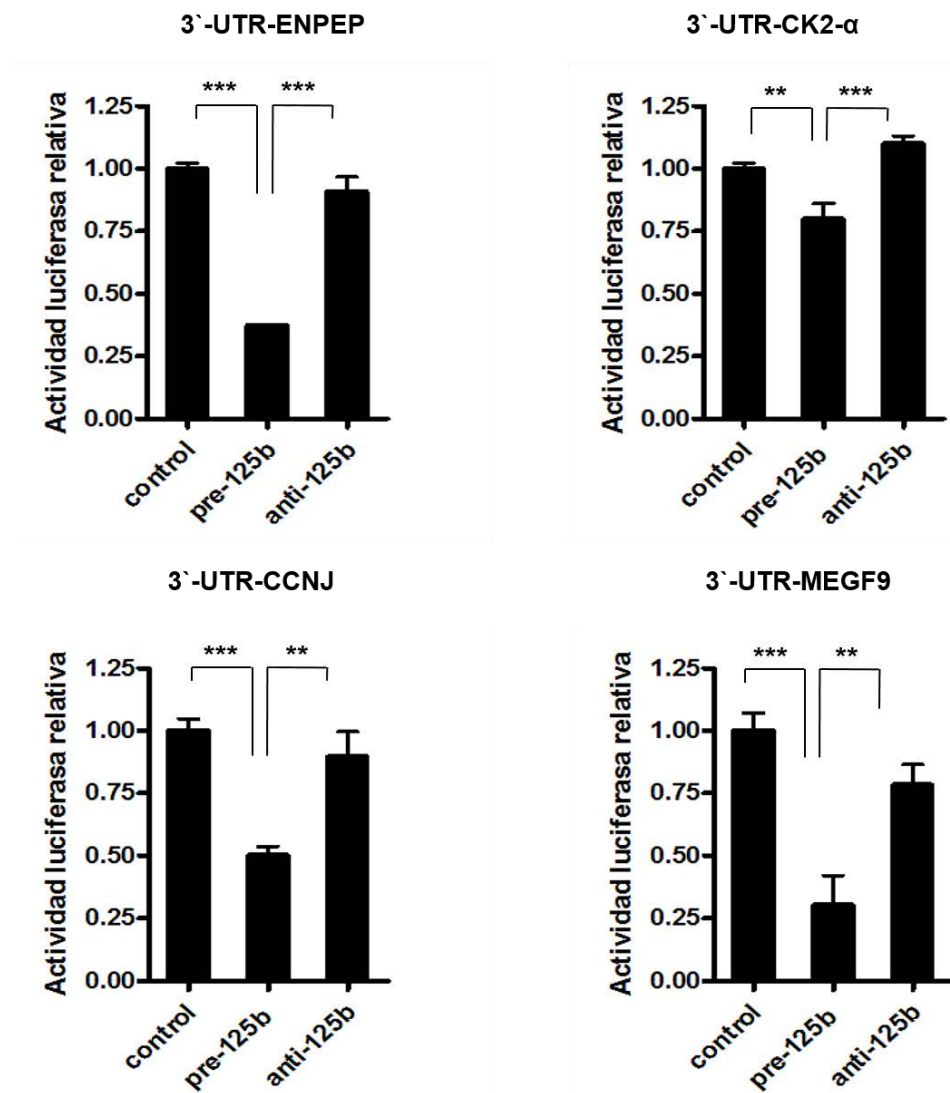 3`-UTR-ENPEP
Actividad luciferasa relativa
1.25
1.00
0.75
0.50
0.25
0.00
*** ***
control
pre-125b
anti-125b
3`-UTR-CK2-α
Actividad luciferasa relativa
1.25
1.00
0.75
0.50
0.25
0.00
** ***
control
pre-125b
anti-125b
3`-UTR-CCNJ
Actividad luciferasa relativa
1.25
1.00
0.75
0.50
0.25
0.00
*** **
control
pre-125b
anti-125b
3`-UTR-MEGF9
Actividad luciferasa relativa
1.25
1.00
0.75
0.50
0.25
0.00
*** **
control
pre-125b
anti-125b